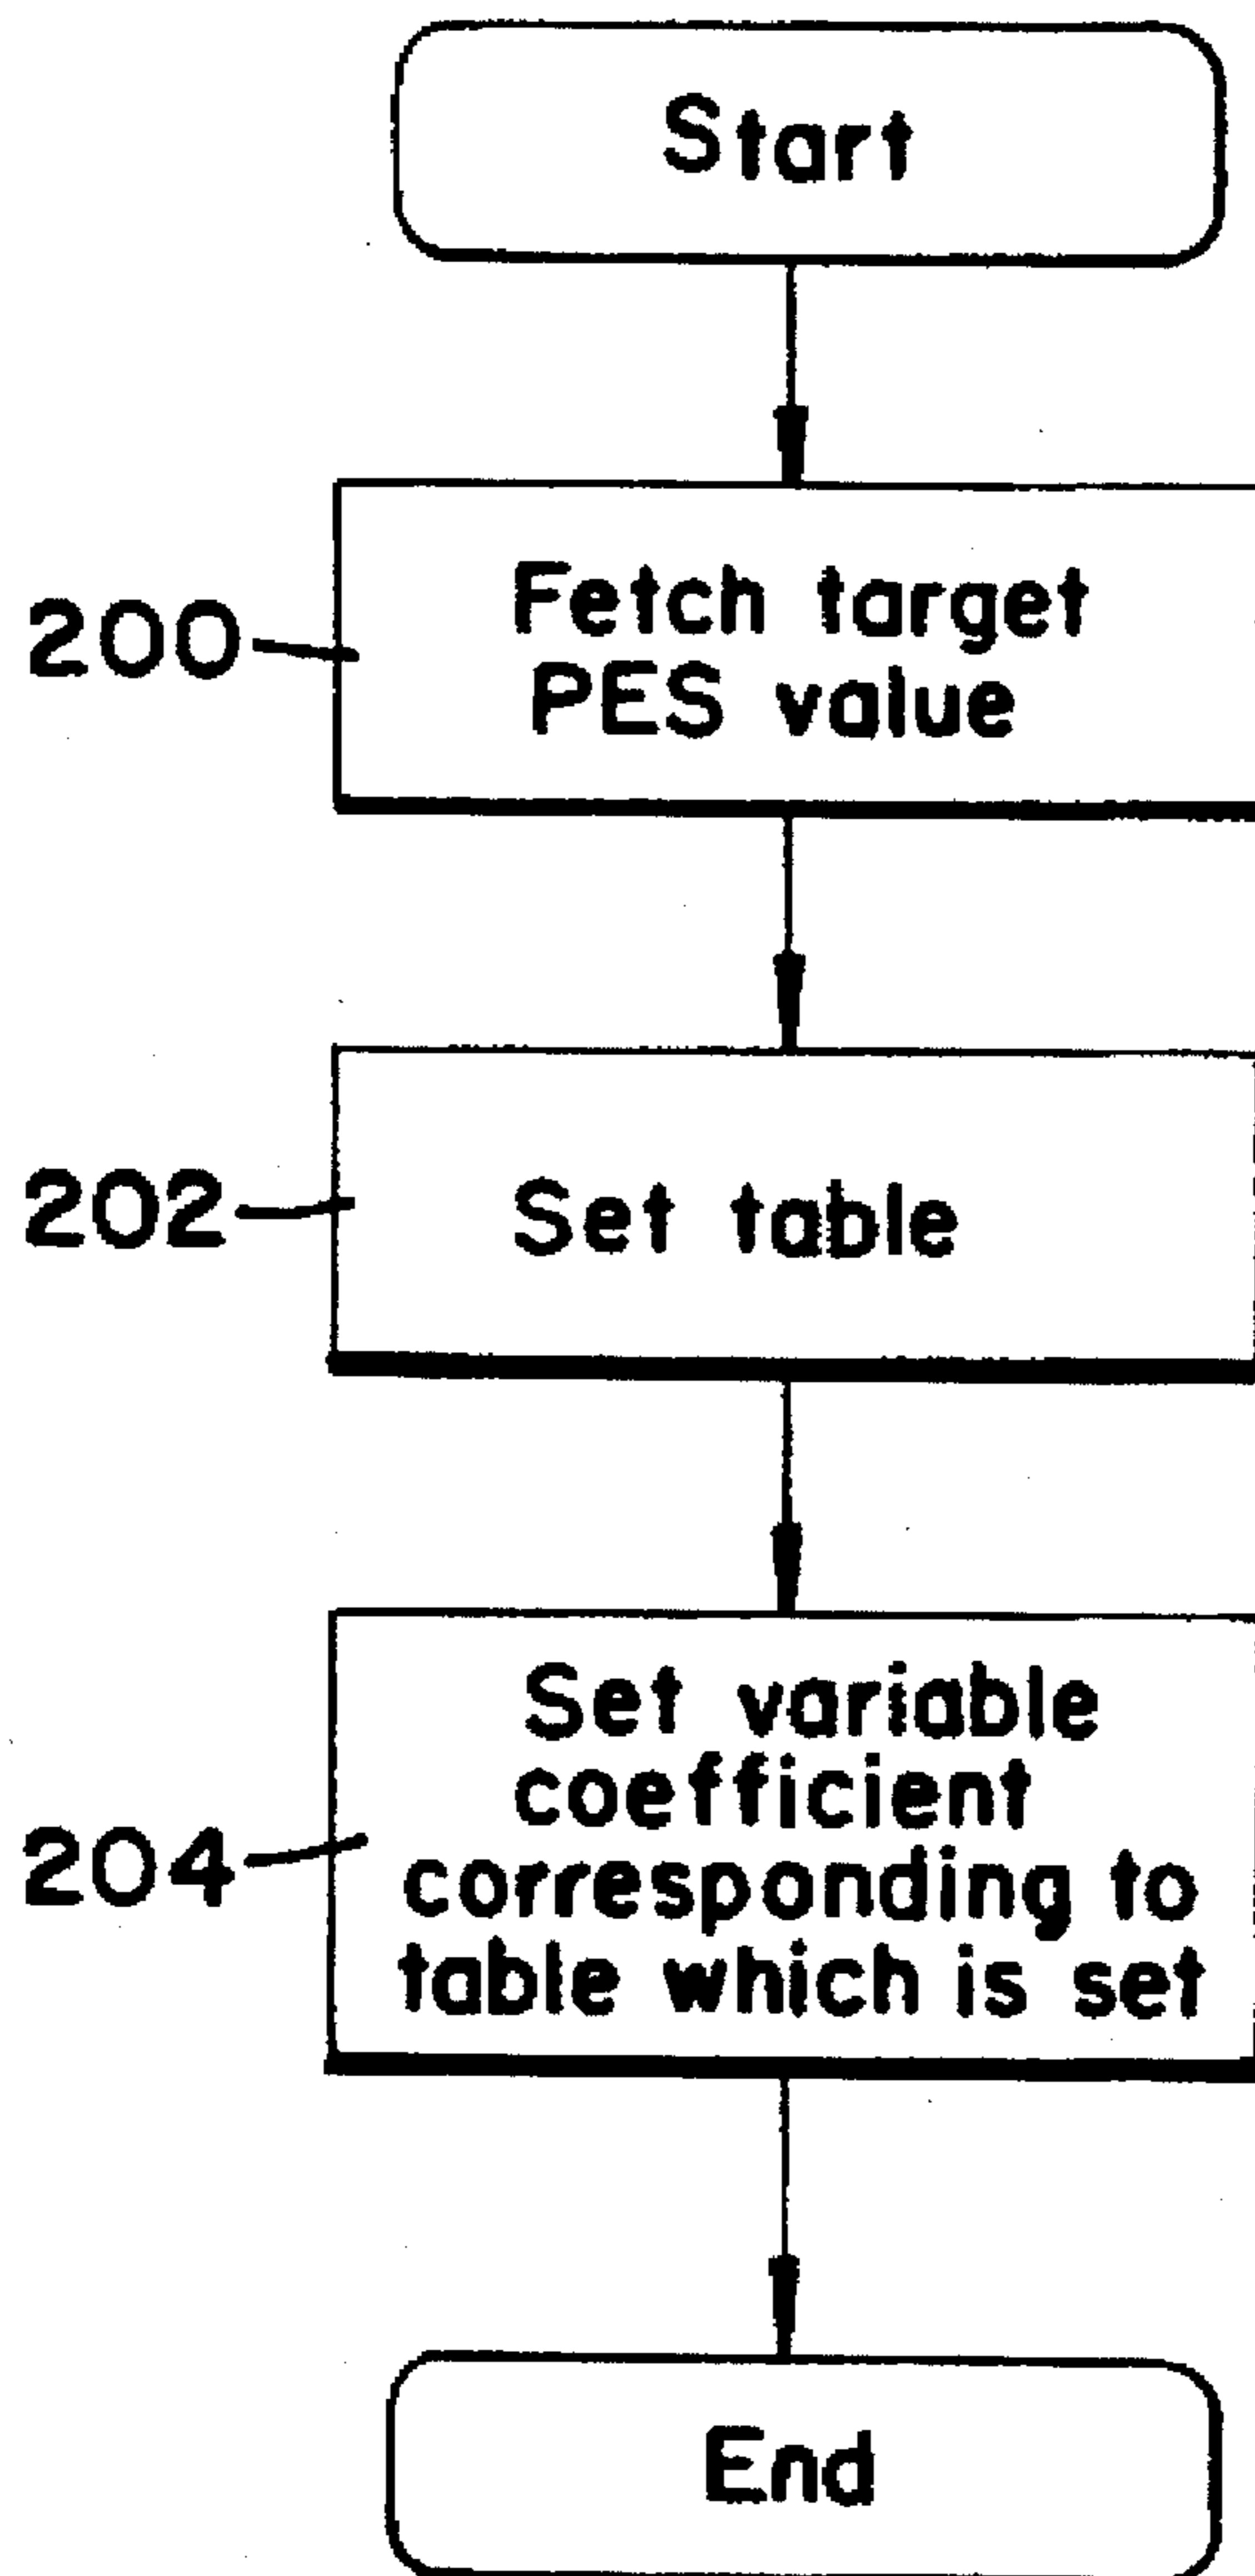 Start
200
Fetch target
PES value
202
Set table
204
Set variable
coefficient
corresponding to
table which is set
End